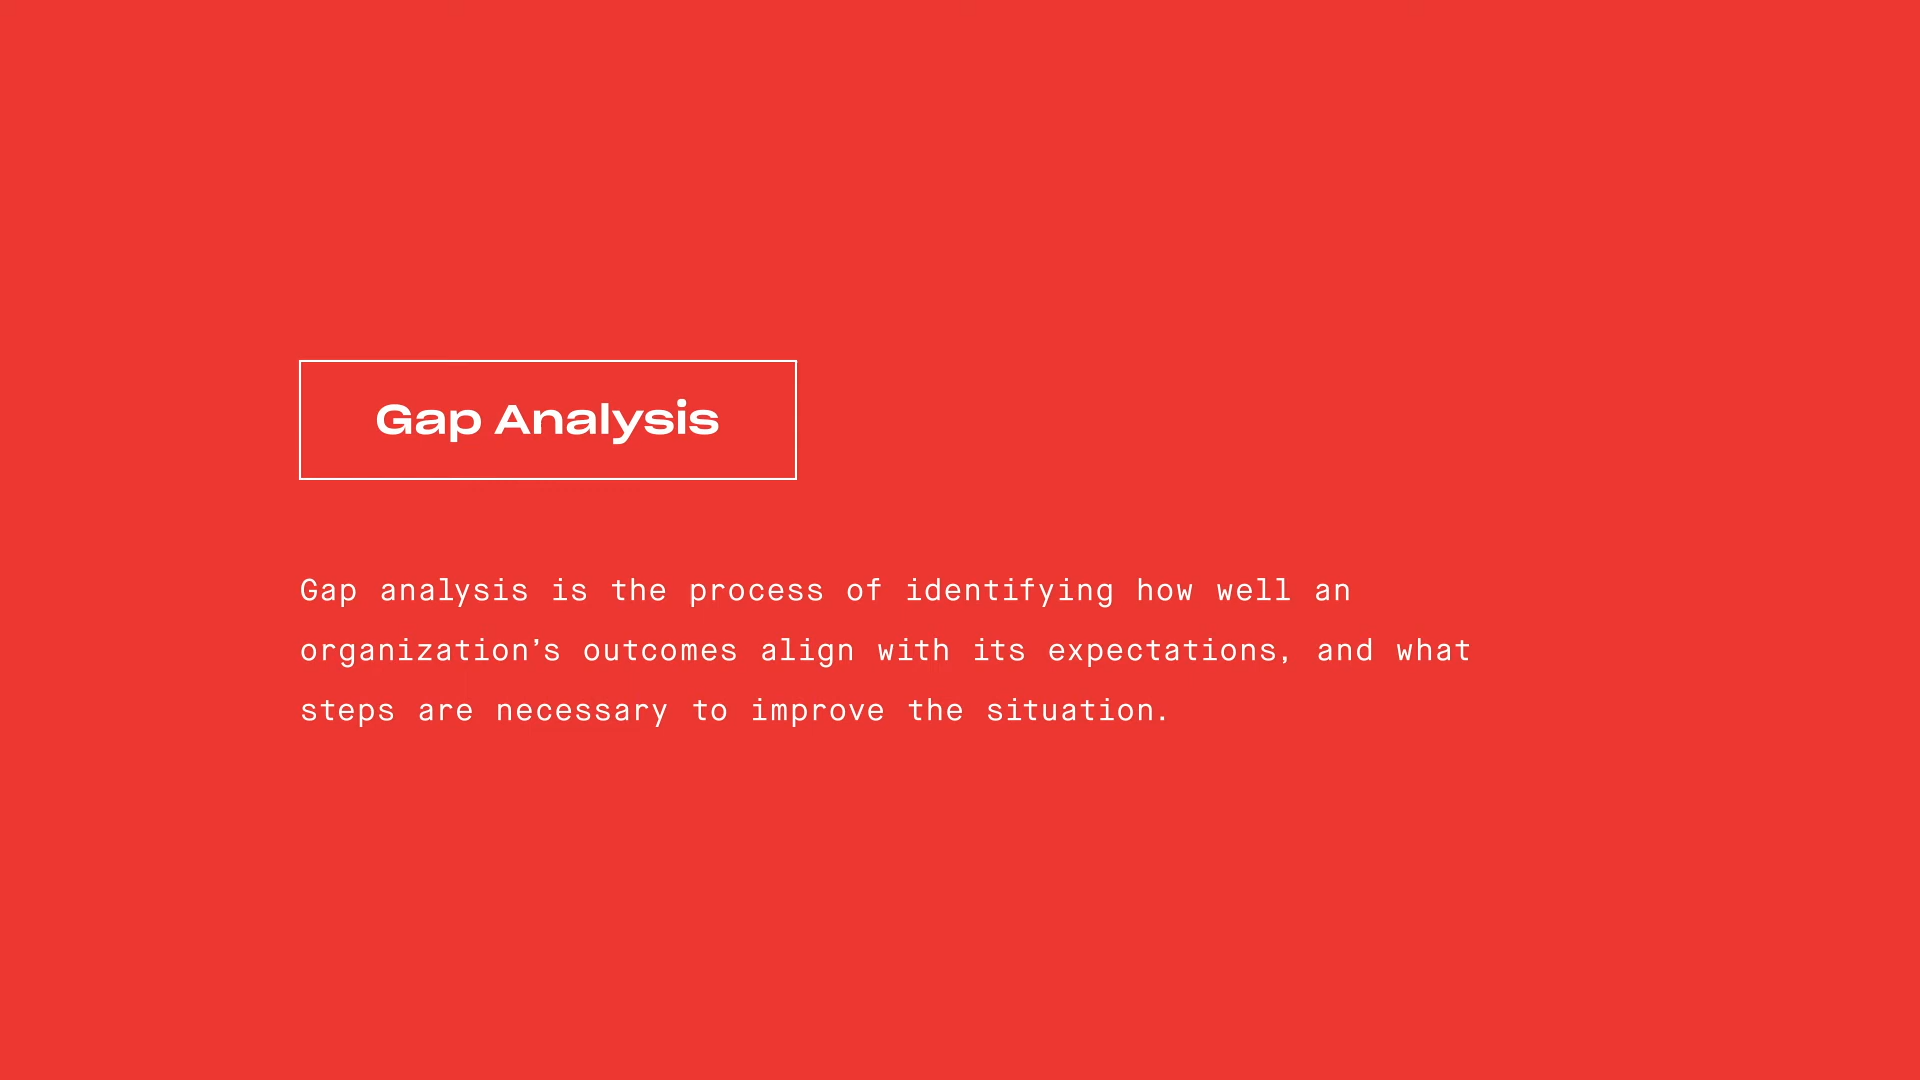 Gap Analysis
Gap analysis is the process of identifying how well an
organization’s outcomes align with its expectations, and what
steps are necessary to improve the situation.